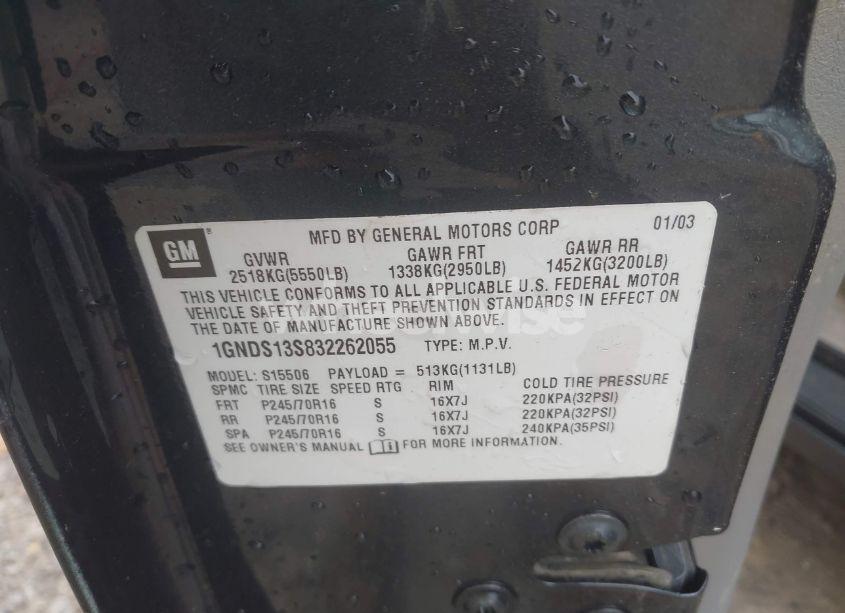 GM
MFD BY GENERAL MOTORS CORP 01/03
GVWR GAWR FRT GAWR RR
2518KG(5550LB) 1338KG(2950LB) 1452KG(3200LB)
THIS VEHICLE CONFORMS TO ALL APPLICABLE U.S. FEDERAL MOTOR
VEHICLE SAFETY AND THEFT PREVENTION STANDARDS IN EFFECT ON
THE DATE OF MANUFACTURE SHOWN ABOVE.
1GNDS13S832262055 TYPE: M.P.V.
MODEL: S15506 PAYLOAD = 513KG(1131LB)
SPMC TIRE SIZE SPEED RTG RIM COLD TIRE PRESSURE
FRT P245/70R16 S 16X7J 220KPA(32PSI)
RR P245/70R16 S 16X7J 220KPA(32PSI)
SPA P245/70R16 S 16X7J 240KPA(35PSI)
SEE OWNER'S MANUAL FOR MORE INFORMATION.